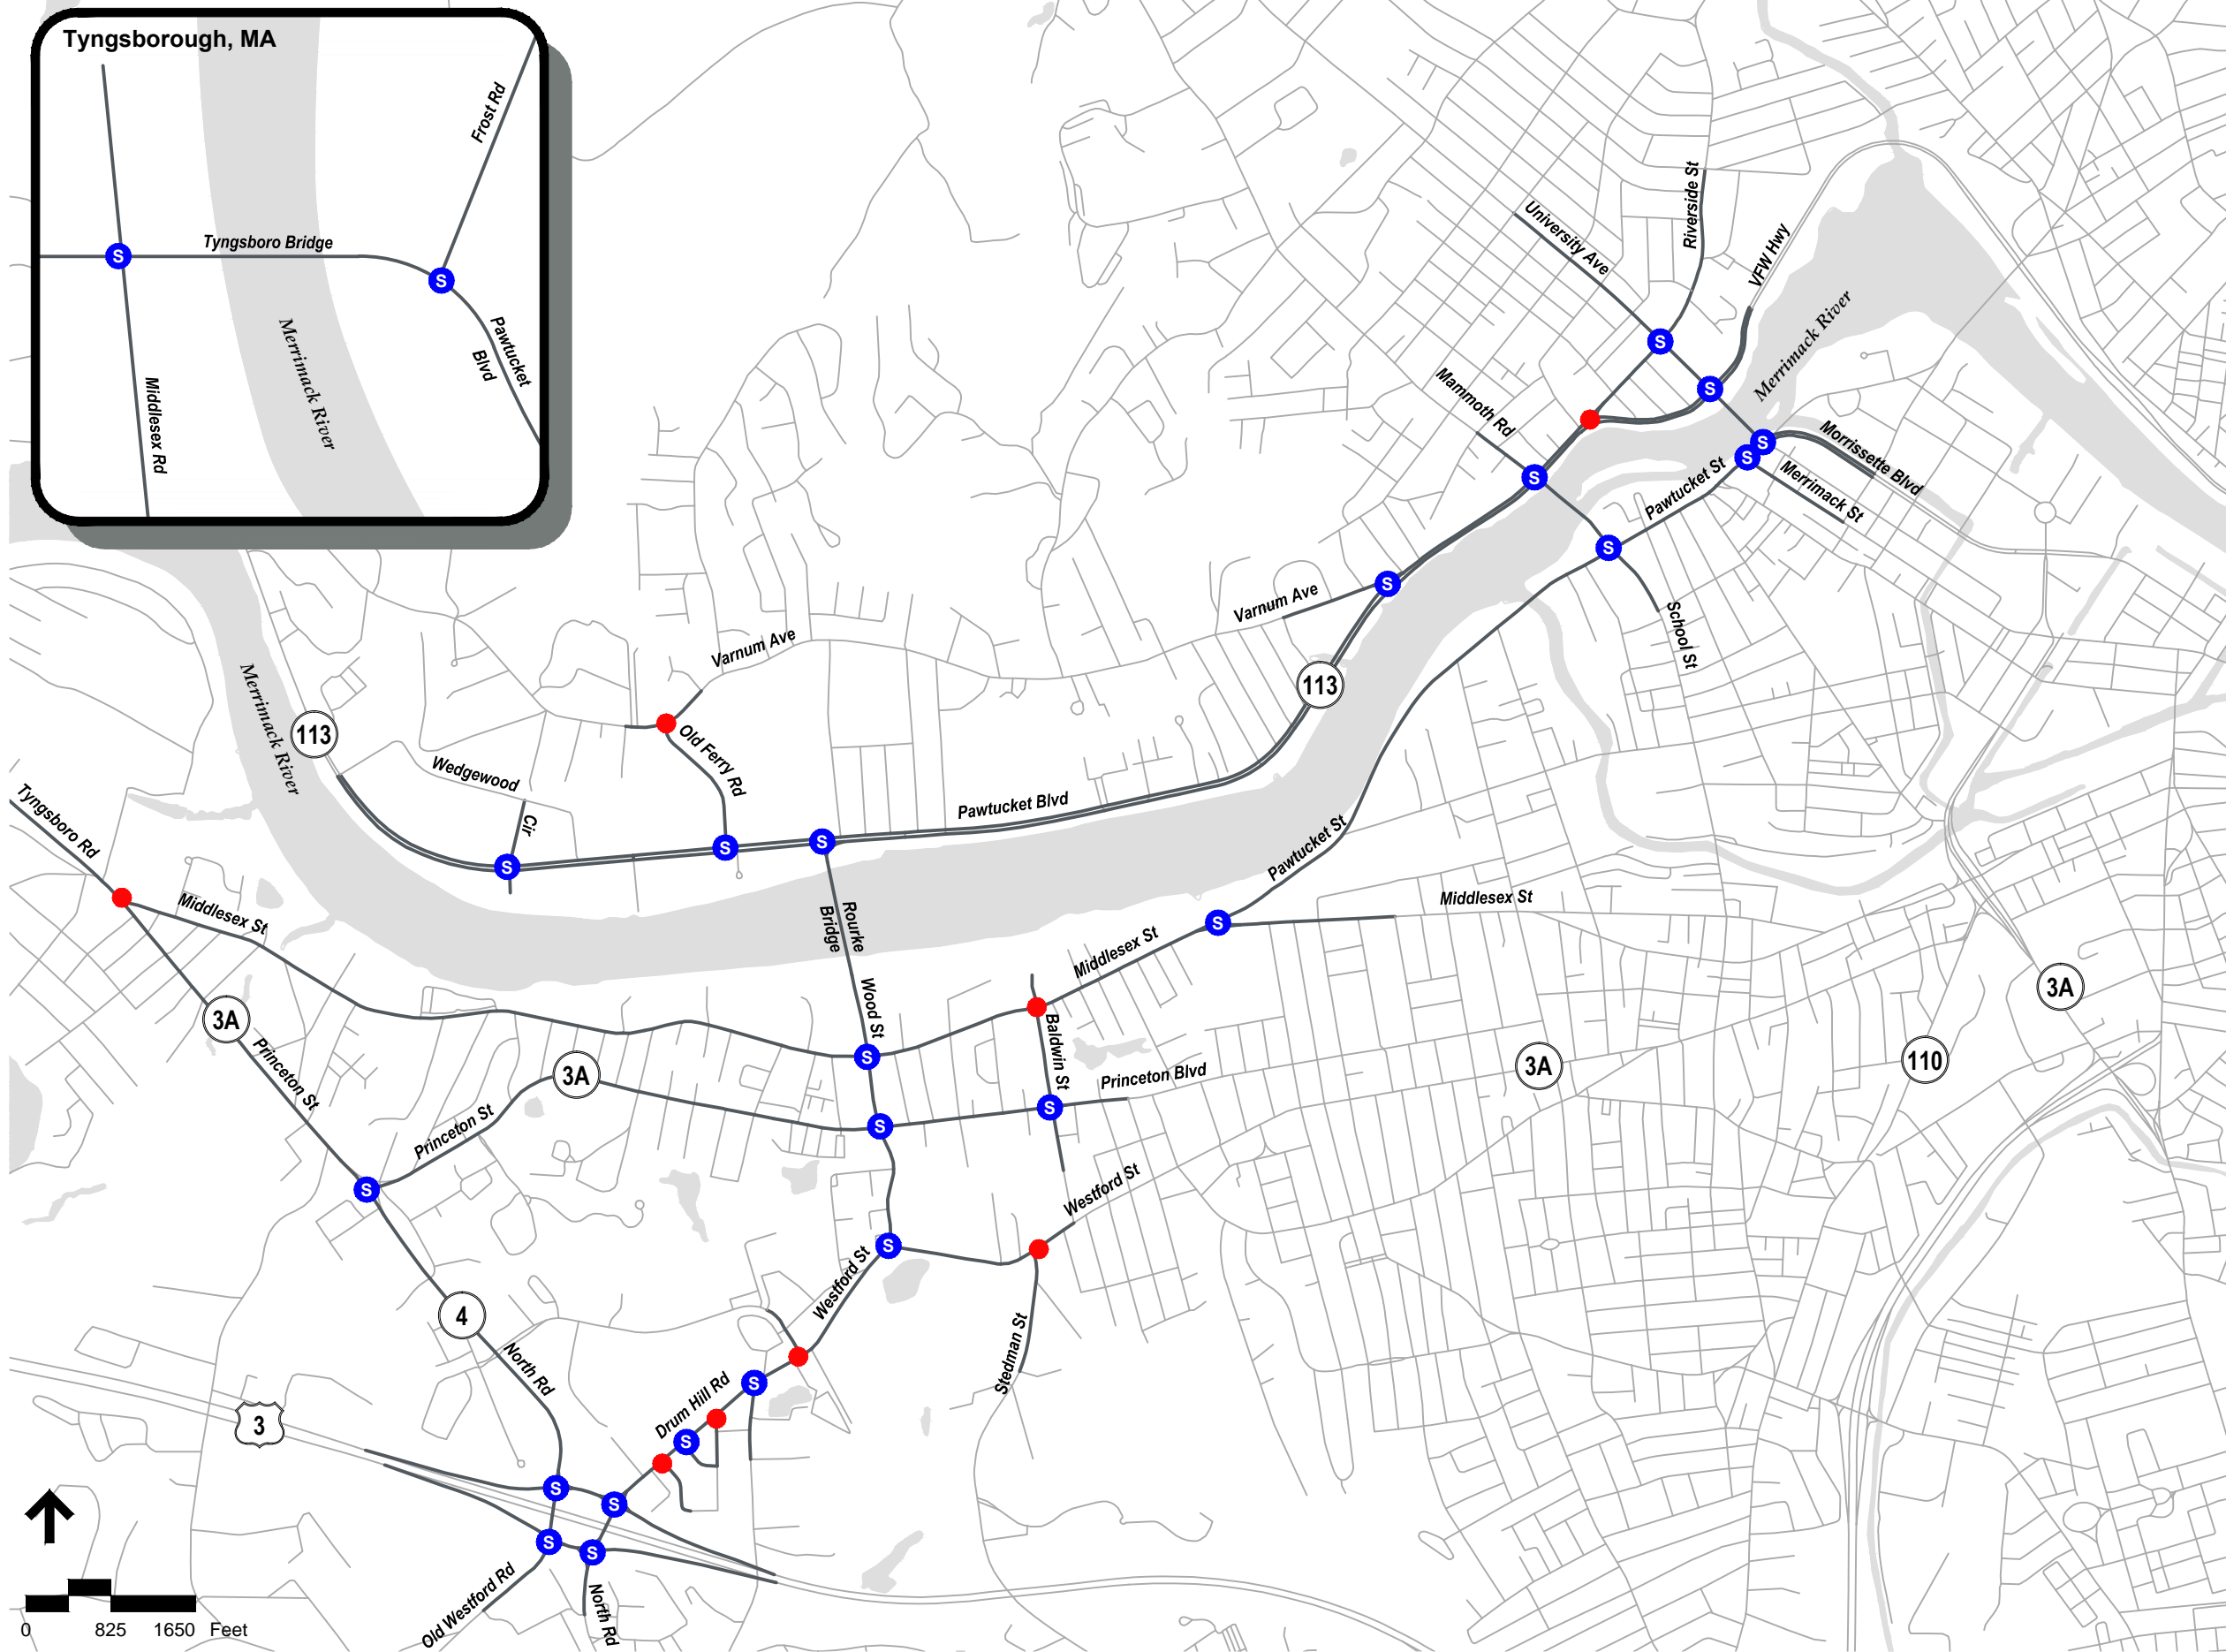 Tyngsborough, MA
Frost Rd
Tyngsboro Bridge
S
S
Merrimack River
Pawtucket
Blvd
Middlesex Rd
Riverside St
University Ave
VFW Hwy
S
Merrimack River
Mammoth Rd
S
S
Morrissette Blvd
S
Merrimack St
S
Pawtucket St
S
S
Varnum Ave
School St
Varnum Ave
113
Merrimack River
113
Old Ferry Rd
Wedgewood
Cir
Pawtucket Blvd
Tyngsboro Rd
S
S
S
Pawtucket St
Middlesex St
Middlesex St
Rourke
Bridge
S
Middlesex St
3A
3A
Wood St
Baldwin St
S
3A
3A
110
Princeton St
Princeton St
Princeton Blvd
S
S
S
Westford St
S
Westford St
4
Stedman St
North Rd
Drum Hill Rd
S
3
S
S
S
S
S
Old Westford Rd
North Rd
0 825 1650 Feet